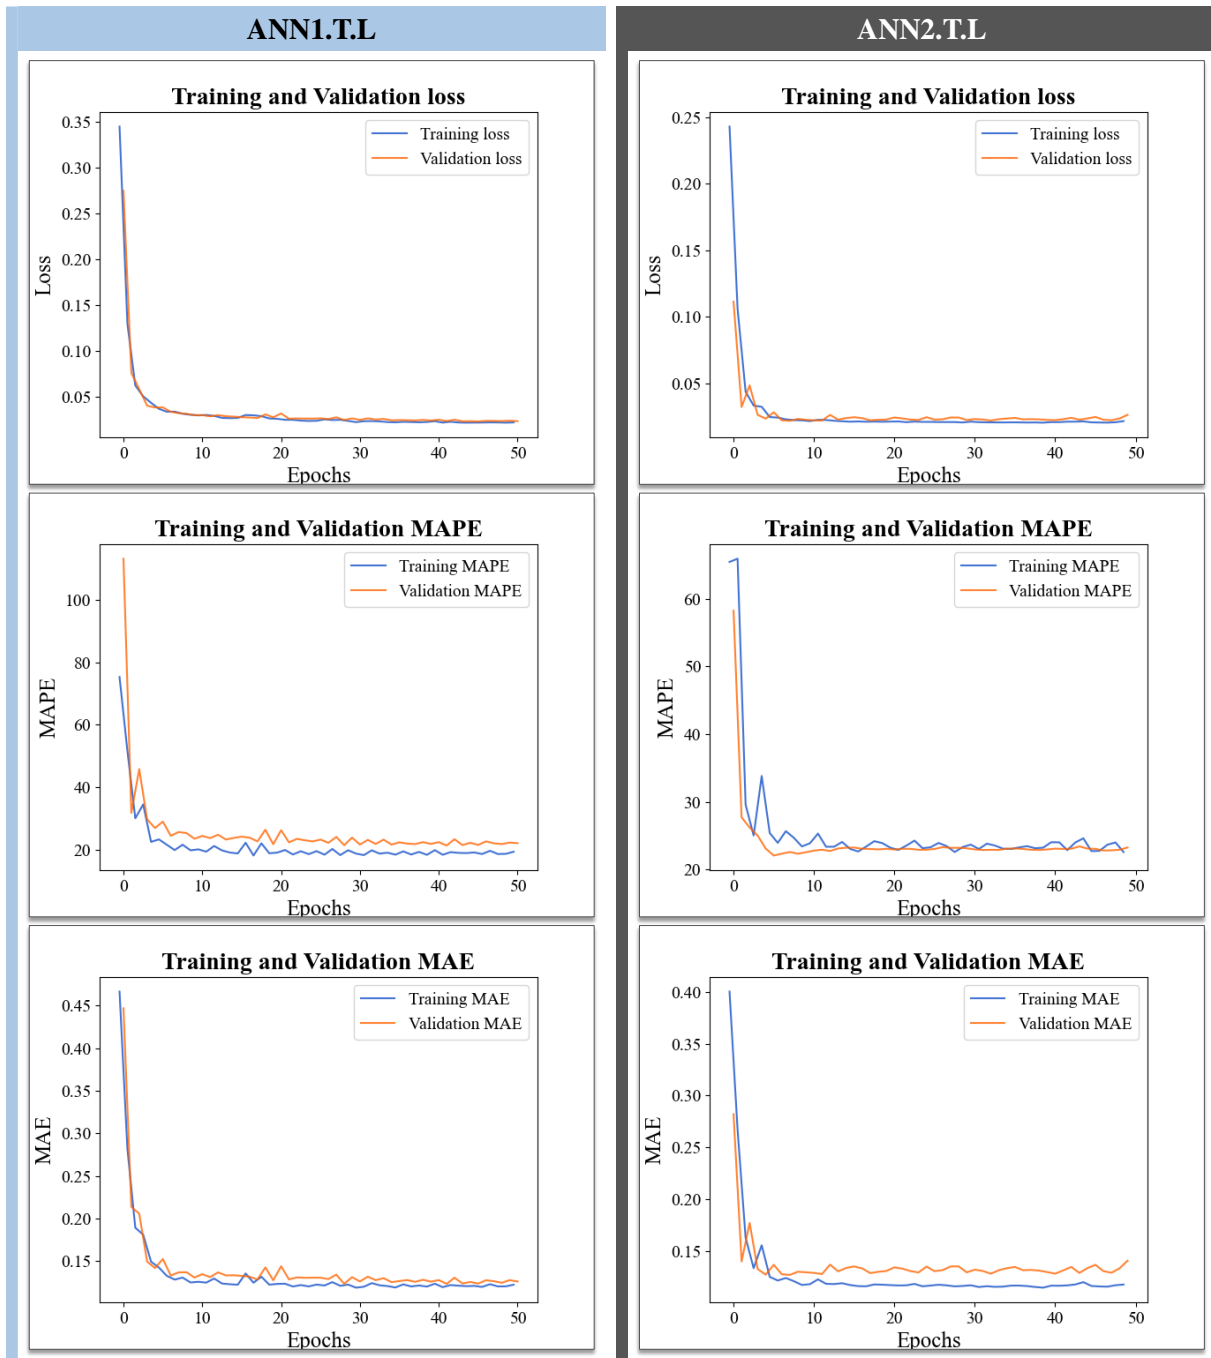 ANN1.T.L
ANN2.T.L
Training and Validation loss
Training loss
Validation loss
0.35
0.30
0.25
0.20
0.15
0.10
0.05
Loss
0 10 20 30 40 50
Epochs
Training and Validation loss
Training loss
Validation loss
0.25
0.20
0.15
0.10
0.05
Loss
0 10 20 30 40 50
Epochs
Training and Validation MAPE
Training MAPE
Validation MAPE
100
80
60
40
20
MAPE
0 10 20 30 40 50
Epochs
Training and Validation MAPE
Training MAPE
Validation MAPE
60
50
40
30
20
MAPE
0 10 20 30 40 50
Epochs
Training and Validation MAE
Training MAE
Validation MAE
0.45
0.40
0.35
0.30
0.25
0.20
0.15
MAE
0 10 20 30 40 50
Epochs
Training and Validation MAE
Training MAE
Validation MAE
0.40
0.35
0.30
0.25
0.20
0.15
MAE
0 10 20 30 40 50
Epochs